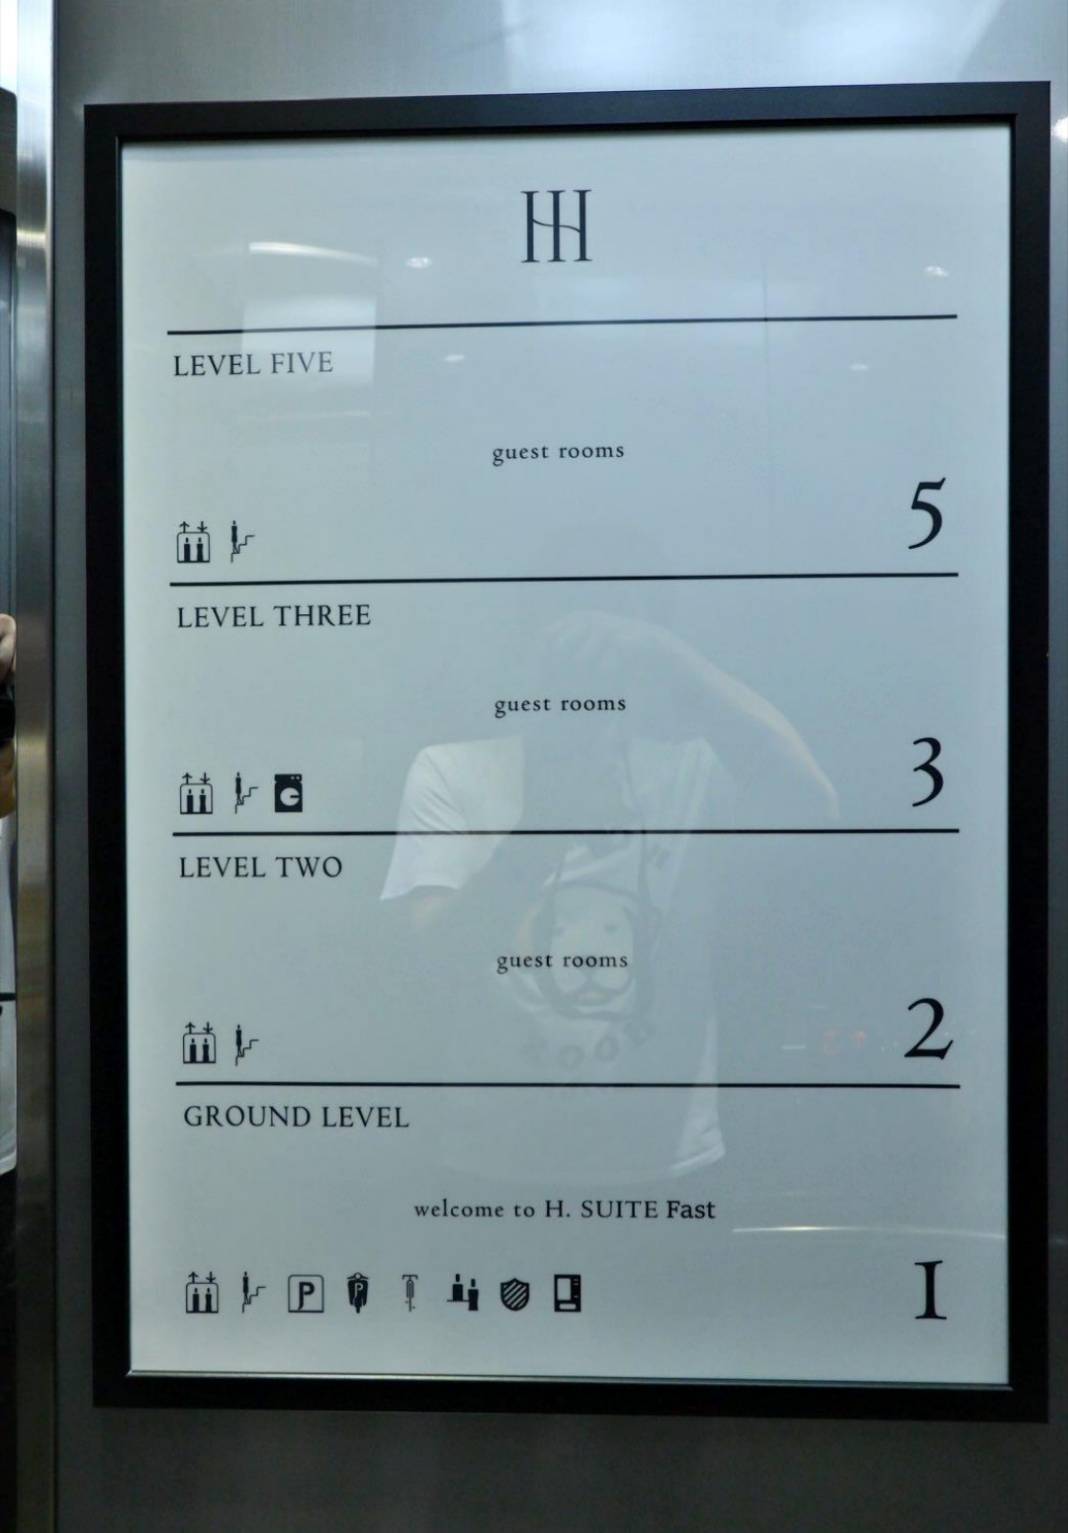 H
LEVEL FIVE
guest rooms
5
LEVEL THREE
guest rooms
3
LEVEL TWO
guest rooms
2
GROUND LEVEL
welcome to H. SUITE Fast
P P
1